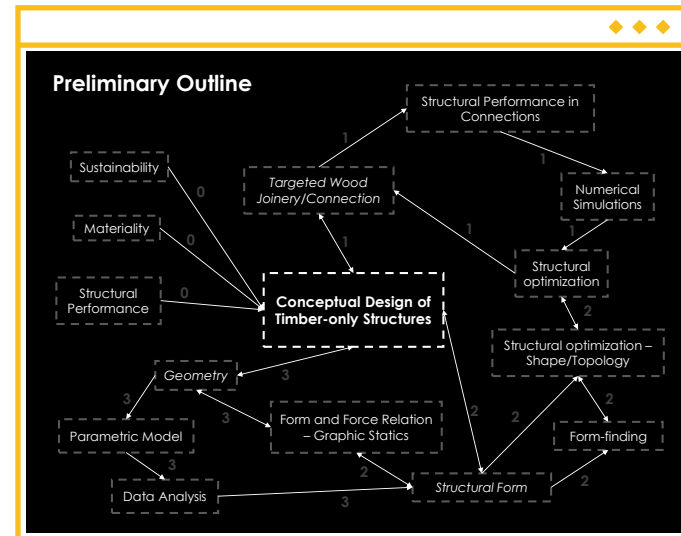 Preliminary Outline
Structural Performance in
Connections
1
1
Sustainability
0
Targeted Wood
Joinery/Connection
Numerical
Simulations
Materiality
0
1
1
1
Structural
Performance
0
Structural
optimization
Conceptual Design of
Timber-only Structures
2
Structural optimization –
Shape/Topology
Geometry
3
3
3
Form and Force Relation
– Graphic Statics
2
2
2
Parametric Model
Form-finding
3
2
Data Analysis
3
Structural Form
2